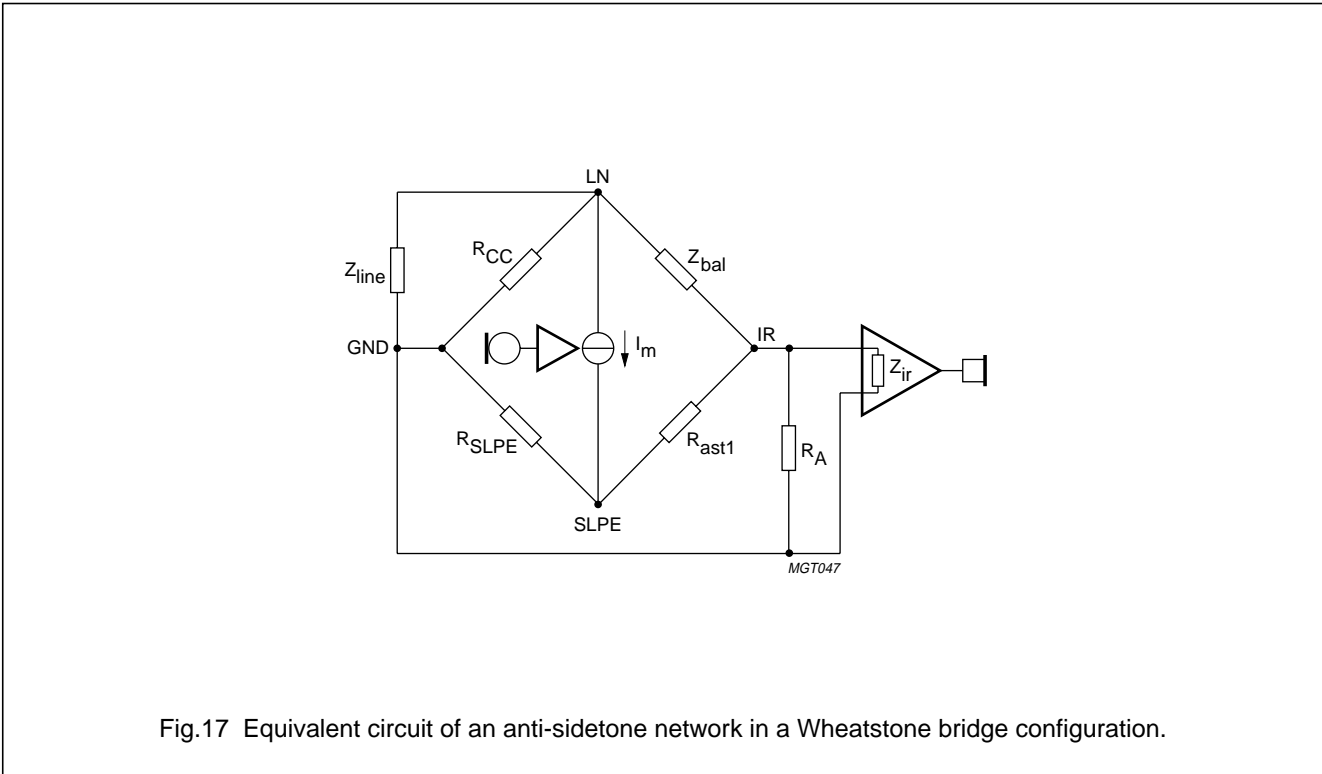 LN
R_CC
Z_bal
Z_line
GND
I_m
IR
Z_ir
R_SLPE
R_ast1
R_A
SLPE
MGT047
Fig.17 Equivalent circuit of an anti-sidetone network in a Wheatstone bridge configuration.